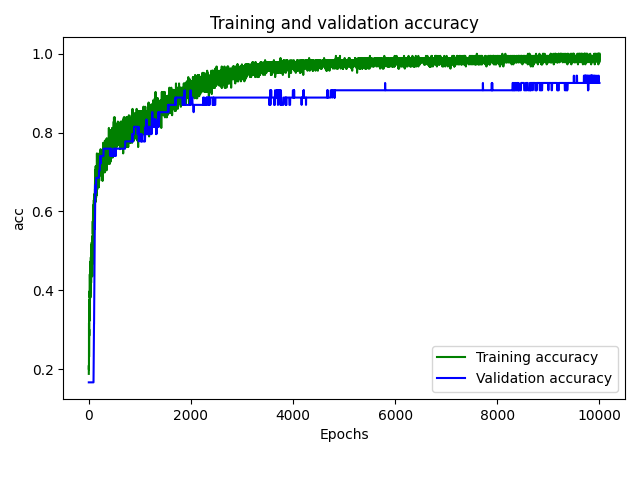 Training and validation accuracy
acc
1.0
0.8
0.6
0.4
0.2
0 2000 4000 6000 8000 10000
Epochs
Training accuracy
Validation accuracy